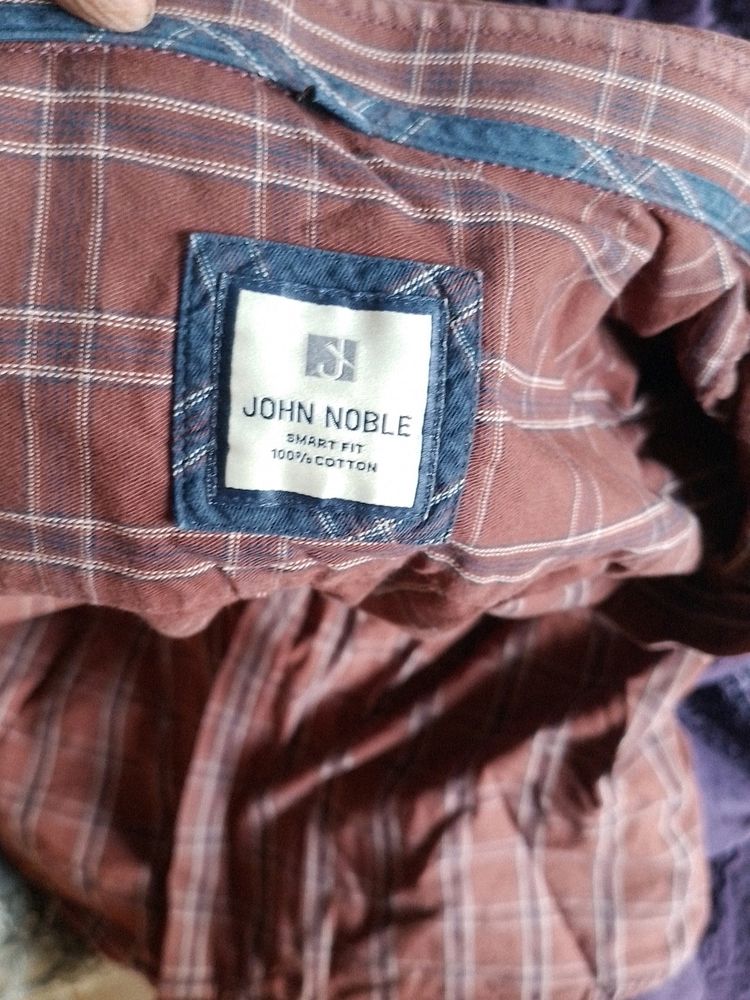 J
JOHN NOBLE
SMART FIT
100% COTTON